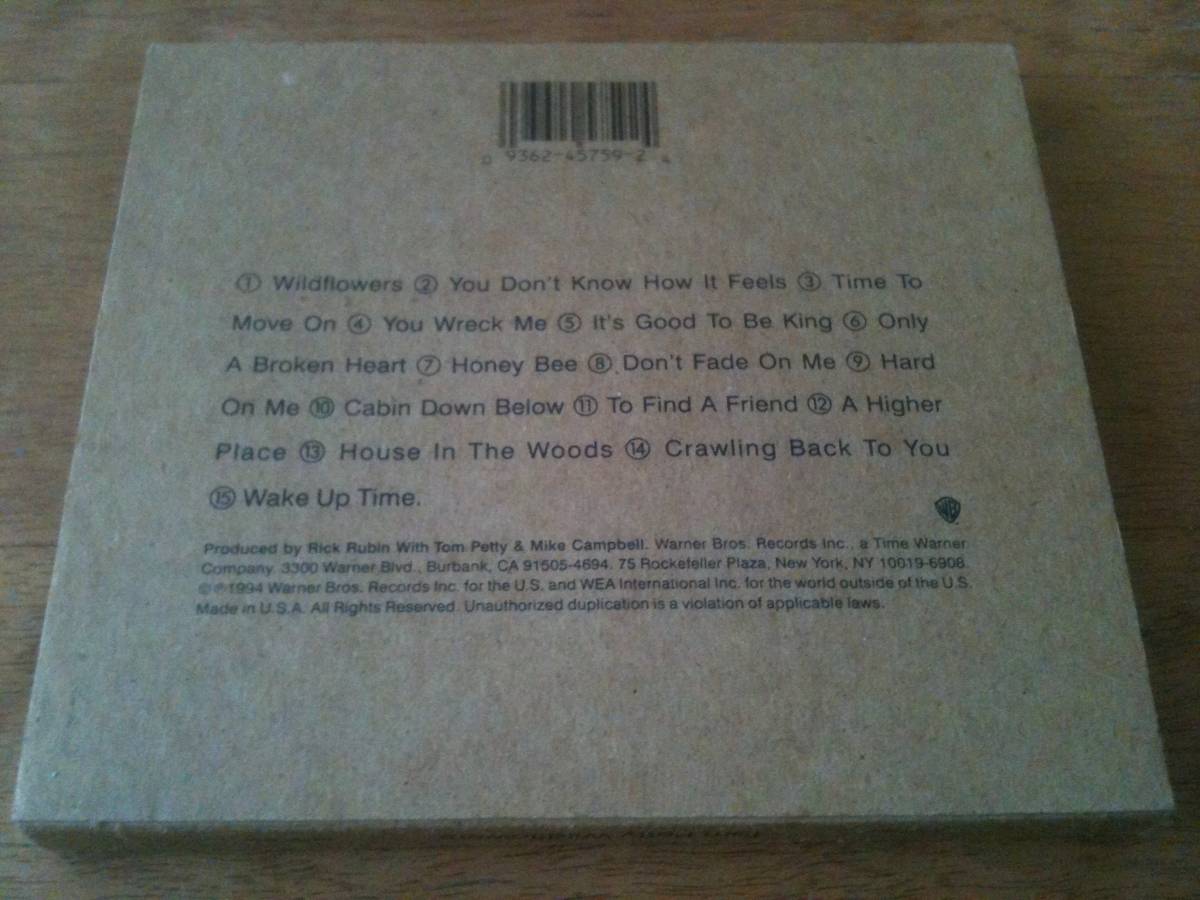 0 9362-45759-2 4
① Wildflowers ② You Don't Know How It Feels ③ Time To
Move On ④ You Wreck Me ⑤ It's Good To Be King ⑥ Only
A Broken Heart ⑦ Honey Bee ⑧ Don't Fade On Me ⑨ Hard
On Me ⑩ Cabin Down Below ⑪ To Find A Friend ⑫ A Higher
Place ⑬ House In The Woods ⑭ Crawling Back To You
⑮ Wake Up Time.
Produced by Rick Rubin With Tom Petty & Mike Campbell. Warner Bros. Records Inc., a Time Warner
Company. 3300 Warner Blvd., Burbank, CA 91505-4694. 75 Rockefeller Plaza, New York, NY 10019-6908.
©℗1994 Warner Bros. Records Inc. for the U.S. and WEA International Inc. for the world outside of the U.S.
Made in U.S.A. All Rights Reserved. Unauthorized duplication is a violation of applicable laws.